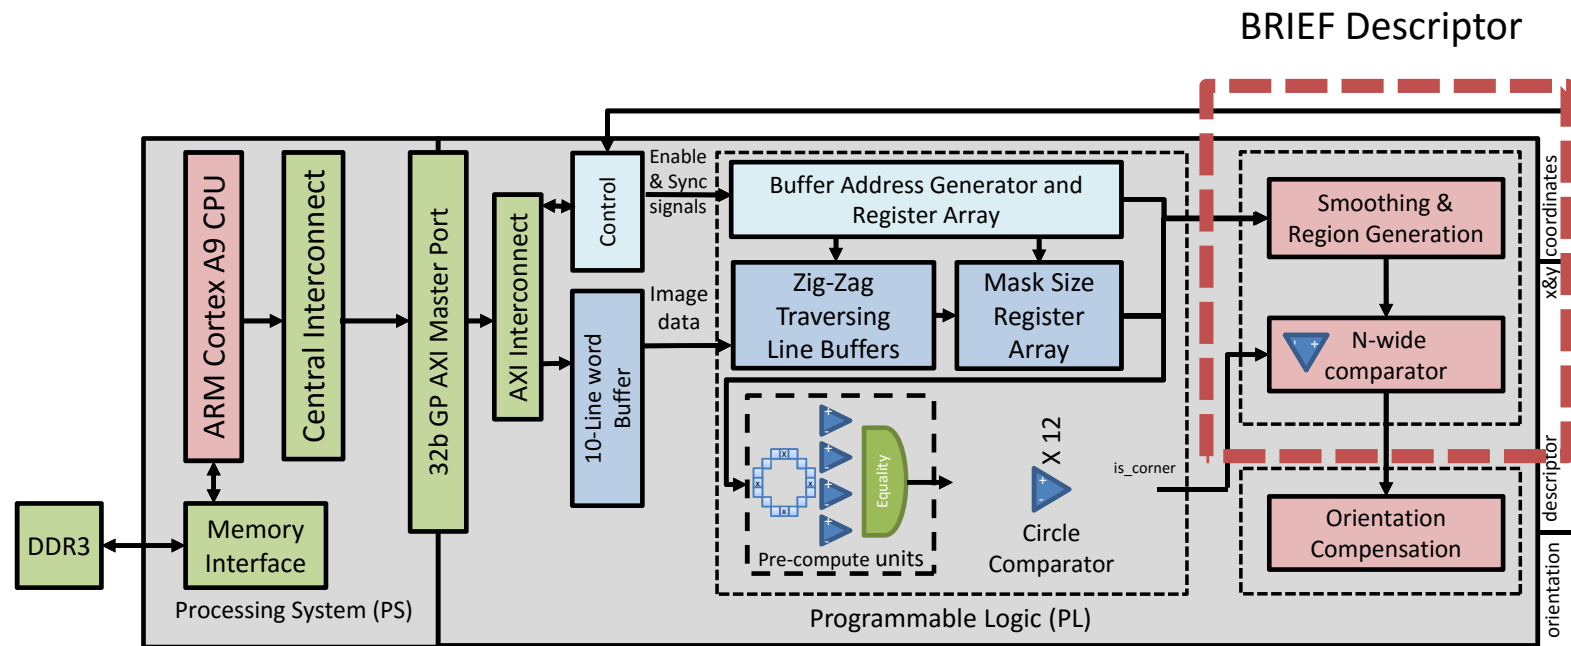 BRIEF Descriptor
DDR3
ARM Cortex A9 CPU
Central Interconnect
Memory
Interface
Processing System (PS)
32b GP AXI Master Port
AXI Interconnect
Control
10-Line word
Buffer
Enable
& Sync
signals
Image
data
Buffer Address Generator and
Register Array
Zig-Zag
Traversing
Line Buffers
Mask Size
Register
Array
x
x
x
x
+
-
+
-
+
-
+
-
Equality
Pre-compute units
X 12
+
-
Circle
Comparator
is_corner
Programmable Logic (PL)
Smoothing &
Region Generation
- +
N-wide
comparator
Orientation
Compensation
x&y coordinates
descriptor
orientation